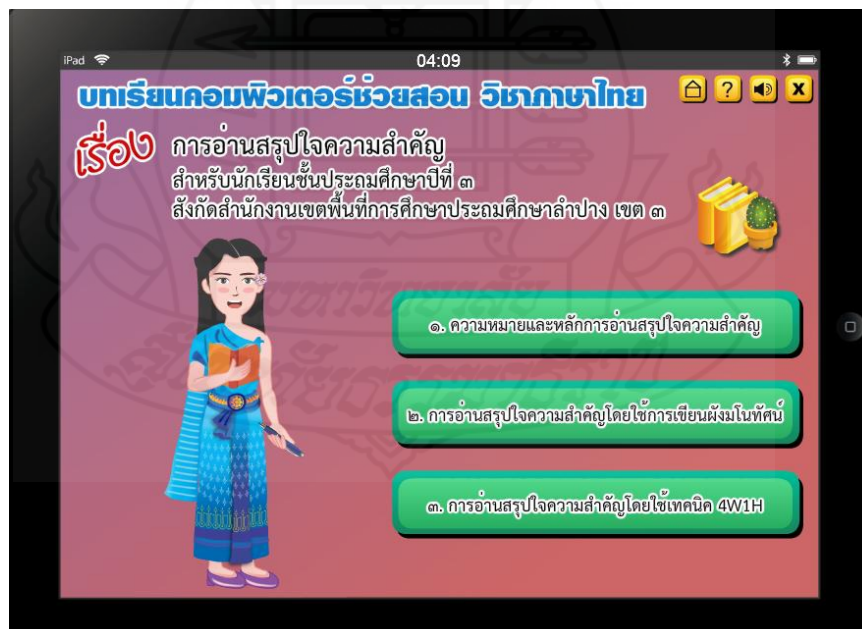 iPad 04:09
บทเรียนคอมพิวเตอร์ช่วยสอน วิชาภาษาไทย
? X
เรื่อง การอ่านสรุปใจความสำคัญ
สำหรับนักเรียนชั้นประถมศึกษาปีที่ ๓
สังกัดสำนักงานเขตพื้นที่การศึกษาประถมศึกษาลำปาง เขต ๓
๑. ความหมายและหลักการอ่านสรุปใจความสำคัญ
๒. การอ่านสรุปใจความสำคัญโดยใช้การเขียนผังมโนทัศน์
๓. การอ่านสรุปใจความสำคัญโดยใช้เทคนิค 4W1H